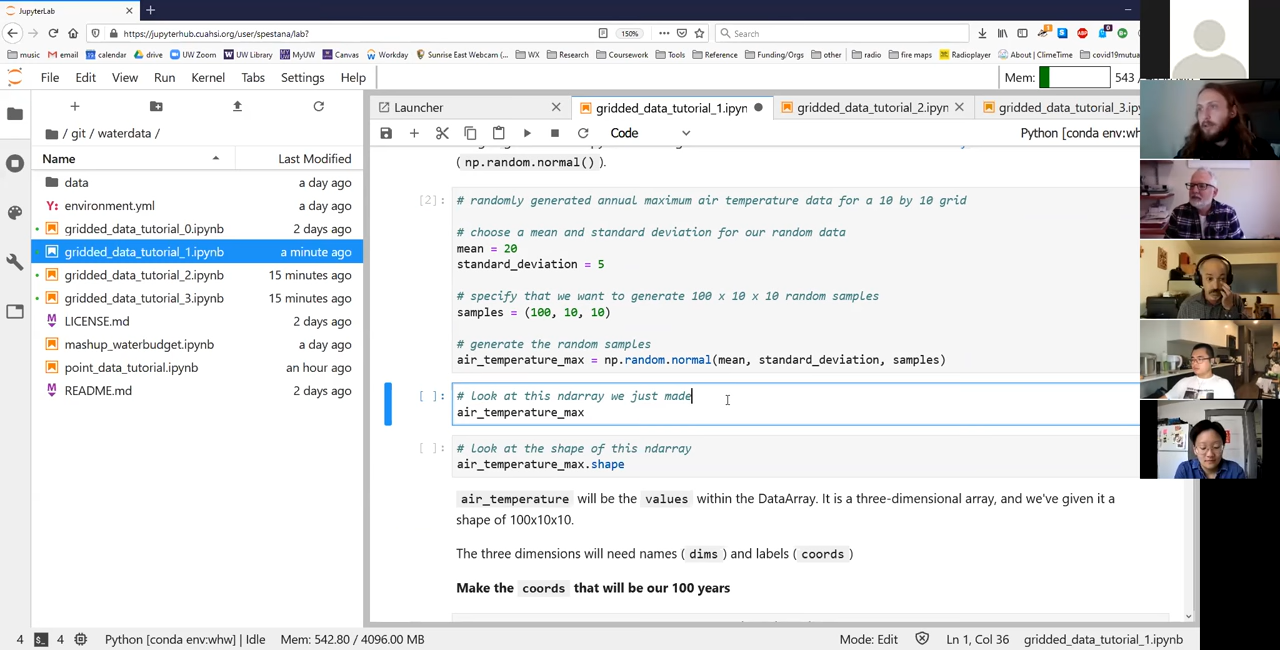 JupyterLab
https://jupyterhub.cuahsi.org/user/spestana/lab?
150%
Search
music
email
calendar
drive
UW Zoom
UW Library
MyUW
Canvas
Workday
Sunrise East Webcam (...
WX
Research
Coursework
Tools
Reference
Funding/Orgs
other
radio
fire maps
Radioplayer
About | ClimeTime
covid19mutua
File Edit View Run Kernel Tabs Settings Help
Mem: 543 /
Launcher
gridded_data_tutorial_1.ipyn
gridded_data_tutorial_2.ipyn
gridded_data_tutorial_3.ipy
Code
Python [conda env:wh
/ git / waterdata /
Name Last Modified
data a day ago
Y: environment.yml a day ago
gridded_data_tutorial_0.ipynb 2 days ago
gridded_data_tutorial_1.ipynb a minute ago
gridded_data_tutorial_2.ipynb 15 minutes ago
gridded_data_tutorial_3.ipynb 15 minutes ago
LICENSE.md 2 days ago
mashup_waterbudget.ipynb a day ago
point_data_tutorial.ipynb an hour ago
README.md 2 days ago
(np.random.normal()).
[2]: # randomly generated annual maximum air temperature data for a 10 by 10 grid
# choose a mean and standard deviation for our random data
mean = 20
standard_deviation = 5
# specify that we want to generate 100 x 10 x 10 random samples
samples = (100, 10, 10)
# generate the random samples
air_temperature_max = np.random.normal(mean, standard_deviation, samples)
[ ]: # look at this ndarray we just made
air_temperature_max
[ ]: # look at the shape of this ndarray
air_temperature_max.shape
air_temperature will be the values within the DataArray. It is a three-dimensional array, and we've given it a
shape of 100x10x10.
The three dimensions will need names (dims) and labels (coords)
Make the coords that will be our 100 years
4 4 Python [conda env:whw] | Idle Mem: 542.80 / 4096.00 MB
Mode: Edit Ln 1, Col 36 gridded_data_tutorial_1.ipynb